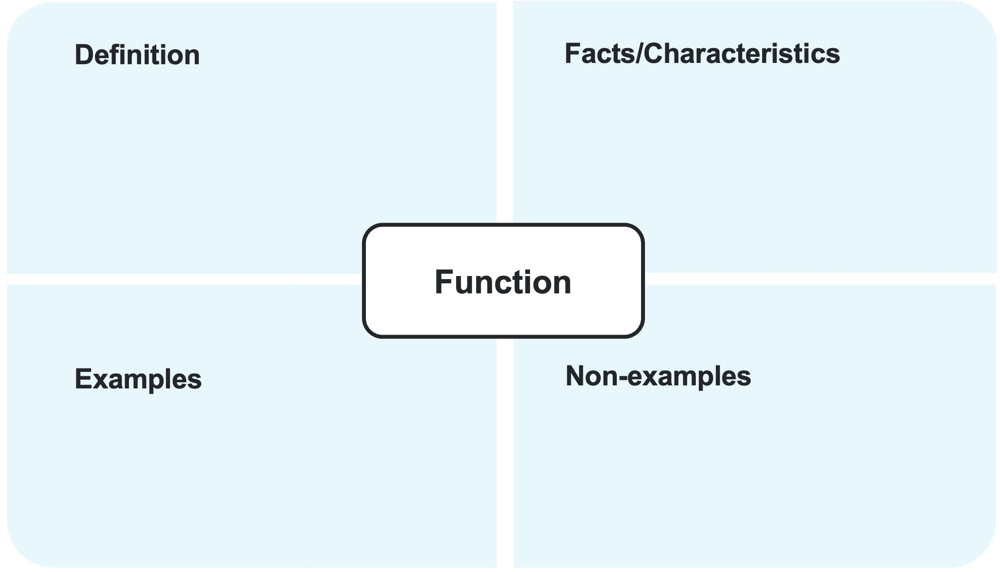 Definition
Facts/Characteristics
Function
Examples
Non-examples